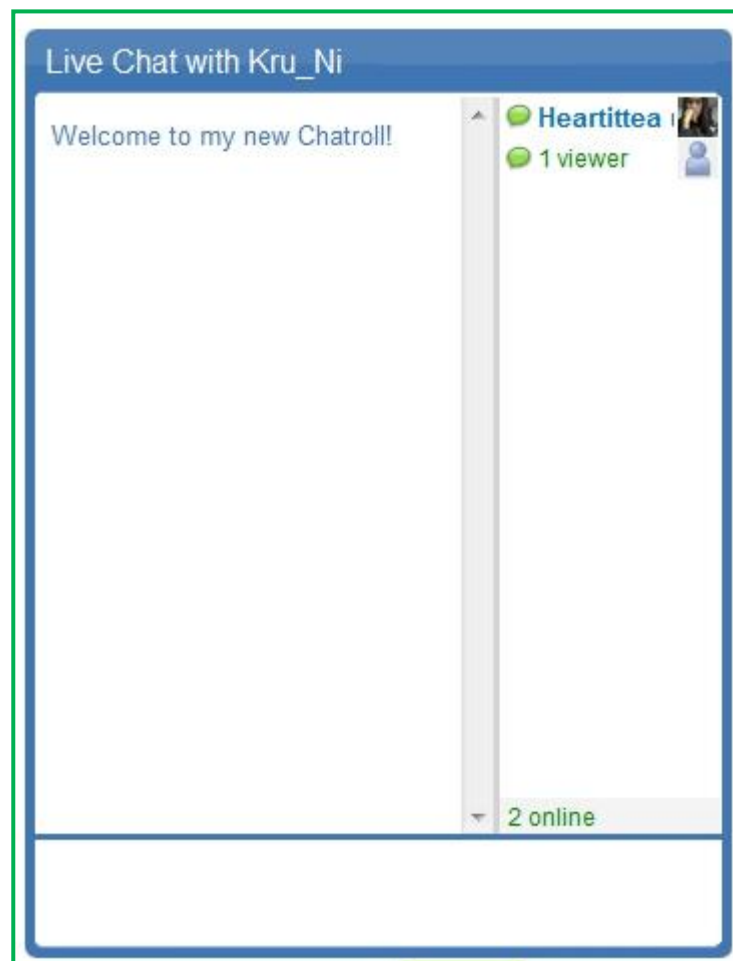 Live Chat with Kru_Ni
Welcome to my new Chatroll!
Heartittea
1 viewer
2 online